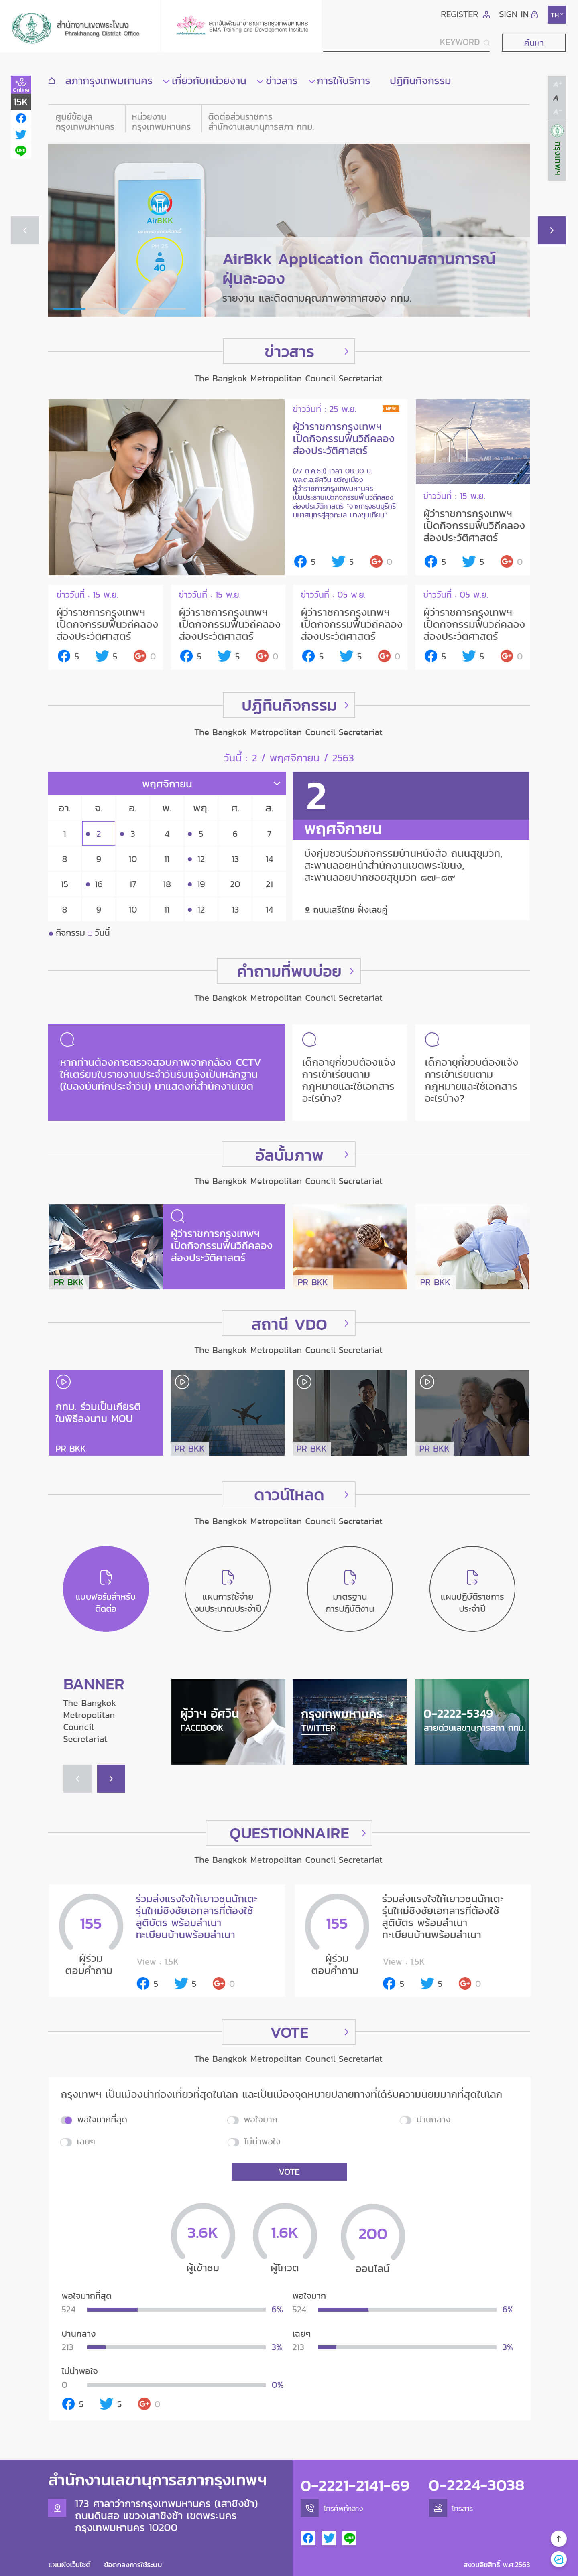 REGISTER SIGN IN TH
สำนักงานเขตพระโขนง
Phrakhanong District Office
สถาบันพัฒนาข้าราชการกรุงเทพมหานคร
BMA Training and Development Institute
KEYWORD ค้นหา
Online
15K
สภากรุงเทพมหานคร เกี่ยวกับหน่วยงาน ข่าวสาร การให้บริการ ปฏิทินกิจกรรม
A
กรุงเทพฯ
ศูนย์ข้อมูล
กรุงเทพมหานคร
หน่วยงาน
กรุงเทพมหานคร
ติดต่อส่วนราชการ
สำนักงานเลขานุการสภา กทม.
AirBKK
40
AirBkk Application ติดตามสถานการณ์
ฝุ่นละออง
รายงาน และติดตามคุณภาพอากาศของ กทม.
ข่าวสาร
The Bangkok Metropolitan Council Secretariat
ข่าววันที่ : 25 พ.ย. NEW
ผู้ว่าราชการกรุงเทพฯ
เปิดกิจกรรมฟื้นวิถีคลอง
ส่องประวัติศาสตร์
(27 ต.ค.63) เวลา 08.30 น.
พล.ต.อ.อัศวิน ขวัญเมือง
ผู้ว่าราชการกรุงเทพมหานคร
เป็นประธานเปิดกิจกรรมฟื้นวิถีคลอง
ส่องประวัติศาสตร์ "จากกรุงธนบุรีศรี
มหาสมุทรสู่สุดทะเล บางขุนเทียน"
5 5 0
ข่าววันที่ : 15 พ.ย.
ผู้ว่าราชการกรุงเทพฯ
เปิดกิจกรรมฟื้นวิถีคลอง
ส่องประวัติศาสตร์
5 5 0
ข่าววันที่ : 15 พ.ย.
ผู้ว่าราชการกรุงเทพฯ
เปิดกิจกรรมฟื้นวิถีคลอง
ส่องประวัติศาสตร์
5 5 0
ข่าววันที่ : 15 พ.ย.
ผู้ว่าราชการกรุงเทพฯ
เปิดกิจกรรมฟื้นวิถีคลอง
ส่องประวัติศาสตร์
5 5 0
ข่าววันที่ : 05 พ.ย.
ผู้ว่าราชการกรุงเทพฯ
เปิดกิจกรรมฟื้นวิถีคลอง
ส่องประวัติศาสตร์
5 5 0
ข่าววันที่ : 05 พ.ย.
ผู้ว่าราชการกรุงเทพฯ
เปิดกิจกรรมฟื้นวิถีคลอง
ส่องประวัติศาสตร์
5 5 0
ปฏิทินกิจกรรม
The Bangkok Metropolitan Council Secretariat
วันนี้ : 2 / พฤศจิกายน / 2563
พฤศจิกายน
อา. จ. อ. พ. พฤ. ศ. ส.
1 2 3 4 5 6 7
8 9 10 11 12 13 14
15 16 17 18 19 20 21
8 9 10 11 12 13 14
กิจกรรม วันนี้
2
พฤศจิกายน
บึงกุ่มชวนร่วมกิจกรรมบ้านหนังสือ ถนนสุขุมวิท,
สะพานลอยหน้าสำนักงานเขตพระโขนง,
สะพานลอยปากซอยสุขุมวิท ๘๗-๘๙
ถนนเสรีไทย ฝั่งเลขคู่
คำถามที่พบบ่อย
The Bangkok Metropolitan Council Secretariat
หากท่านต้องการตรวจสอบภาพจากกล้อง CCTV
ให้เตรียมใบรายงานประจำวันรับแจ้งเป็นหลักฐาน
(ใบลงบันทึกประจำวัน) มาแสดงที่สำนักงานเขต
เด็กอายุกี่ขวบต้องแจ้ง
การเข้าเรียนตาม
กฎหมายและใช้เอกสาร
อะไรบ้าง?
เด็กอายุกี่ขวบต้องแจ้ง
การเข้าเรียนตาม
กฎหมายและใช้เอกสาร
อะไรบ้าง?
อัลบั้มภาพ
The Bangkok Metropolitan Council Secretariat
PR BKK
ผู้ว่าราชการกรุงเทพฯ
เปิดกิจกรรมฟื้นวิถีคลอง
ส่องประวัติศาสตร์
PR BKK
PR BKK
สถานี VDO
The Bangkok Metropolitan Council Secretariat
กทม. ร่วมเป็นเกียรติ
ในพิธีลงนาม MOU
PR BKK
PR BKK
PR BKK
PR BKK
ดาวน์โหลด
The Bangkok Metropolitan Council Secretariat
แบบฟอร์มสำหรับ
ติดต่อ
แผนการใช้จ่าย
งบประมาณประจำปี
มาตรฐาน
การปฏิบัติงาน
แผนปฏิบัติราชการ
ประจำปี
BANNER
The Bangkok
Metropolitan
Council
Secretariat
ผู้ว่าฯ อัศวิน
FACEBOOK
กรุงเทพมหานคร
TWITTER
0-2222-5349
สายด่วนเลขานุการสภา กทม.
QUESTIONNAIRE
The Bangkok Metropolitan Council Secretariat
155
ผู้ร่วม
ตอบคำถาม
ร่วมส่งแรงใจให้เยาวชนนักเตะ
รุ่นใหม่ชิงชัยเอกสารที่ต้องใช้
สูติบัตร พร้อมสำเนา
ทะเบียนบ้านพร้อมสำเนา
View : 1.5K
5 5 0
155
ผู้ร่วม
ตอบคำถาม
ร่วมส่งแรงใจให้เยาวชนนักเตะ
รุ่นใหม่ชิงชัยเอกสารที่ต้องใช้
สูติบัตร พร้อมสำเนา
ทะเบียนบ้านพร้อมสำเนา
View : 1.5K
5 5 0
VOTE
The Bangkok Metropolitan Council Secretariat
กรุงเทพฯ เป็นเมืองน่าท่องเที่ยวที่สุดในโลก และเป็นเมืองจุดหมายปลายทางที่ได้รับความนิยมมากที่สุดในโลก
พอใจมากที่สุด พอใจมาก ปานกลาง
เฉยๆ ไม่น่าพอใจ
VOTE
3.6K
ผู้เข้าชม
1.6K
ผู้โหวต
200
ออนไลน์
พอใจมากที่สุด
524 6%
พอใจมาก
524 6%
ปานกลาง
213 3%
เฉยๆ
213 3%
ไม่น่าพอใจ
0 0%
5 5 0
สำนักงานเลขานุการสภากรุงเทพฯ
173 ศาลาว่าการกรุงเทพมหานคร (เสาชิงช้า)
ถนนดินสอ แขวงเสาชิงช้า เขตพระนคร
กรุงเทพมหานคร 10200
แผนผังเว็บไซต์ ข้อตกลงการใช้ระบบ
0-2221-2141-69
โทรศัพท์กลาง
0-2224-3038
โทรสาร
สงวนลิขสิทธิ์ พ.ศ.2563